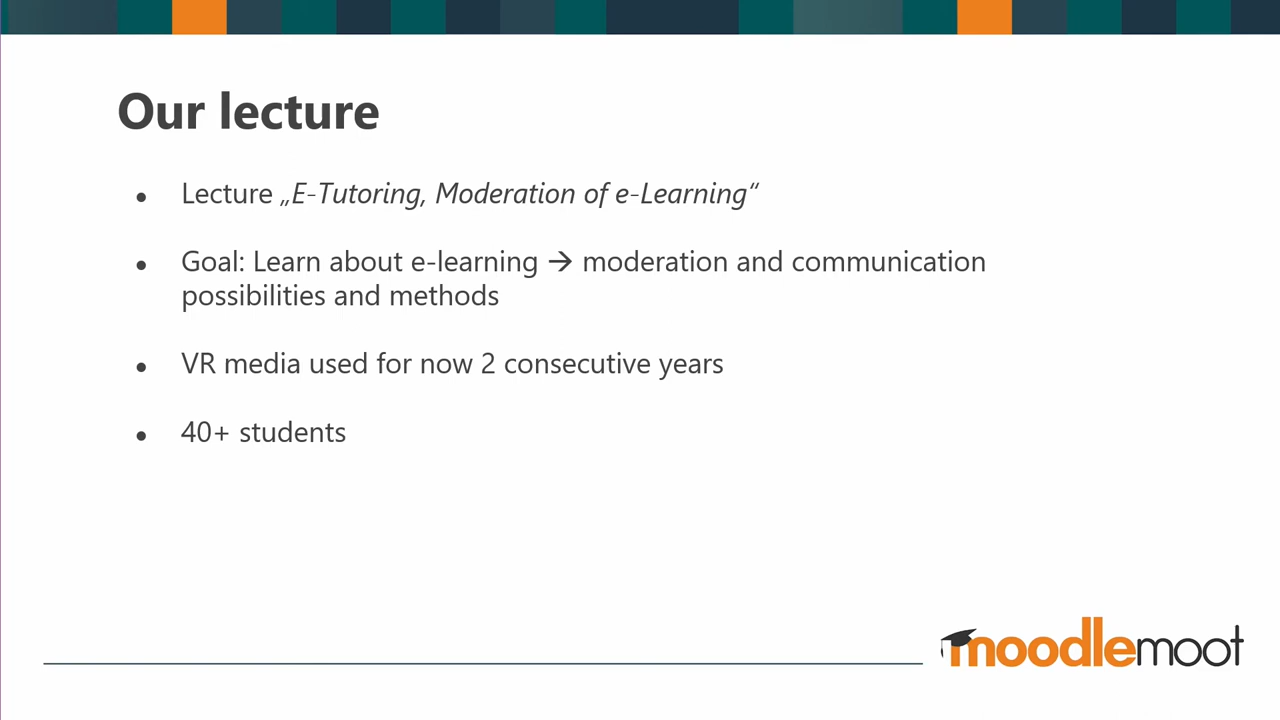 Our lecture
● Lecture „E-Tutoring, Moderation of e-Learning“
● Goal: Learn about e-learning → moderation and communication
possibilities and methods
● VR media used for now 2 consecutive years
● 40+ students
moodlemoot